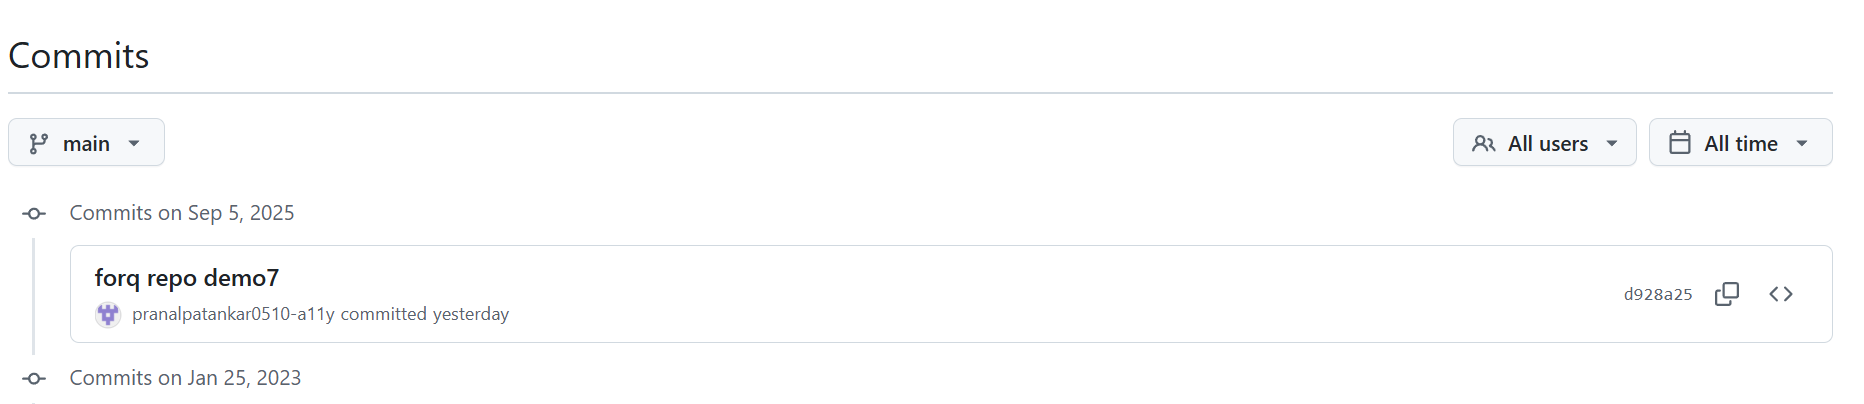 Commits
main
All users
All time
Commits on Sep 5, 2025
forq repo demo7
d928a25
pranalpatankar0510-a11y committed yesterday
Commits on Jan 25, 2023